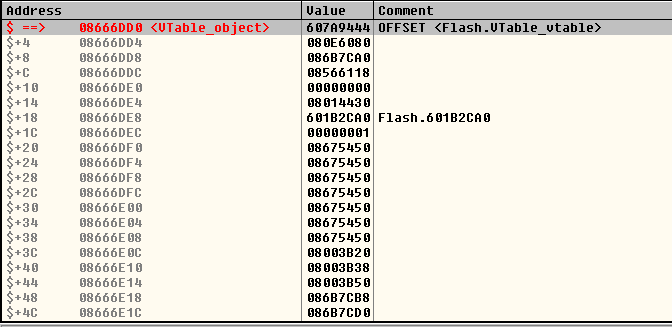 Address Value Comment
$ ==> 08666DD0 <VTable_object> 607A9444 OFFSET <Flash.VTable_vtable>
$+4 08666DD4 080E6080
$+8 08666DD8 086B7CA0
$+C 08666DDC 08566118
$+10 08666DE0 00000000
$+14 08666DE4 08014430
$+18 08666DE8 601B2CA0 Flash.601B2CA0
$+1C 08666DEC 00000001
$+20 08666DF0 08675450
$+24 08666DF4 08675450
$+28 08666DF8 08675450
$+2C 08666DFC 08675450
$+30 08666E00 08675450
$+34 08666E04 08675450
$+38 08666E08 08675450
$+3C 08666E0C 08003B20
$+40 08666E10 08003B38
$+44 08666E14 08003B50
$+48 08666E18 086B7CB8
$+4C 08666E1C 086B7CD0